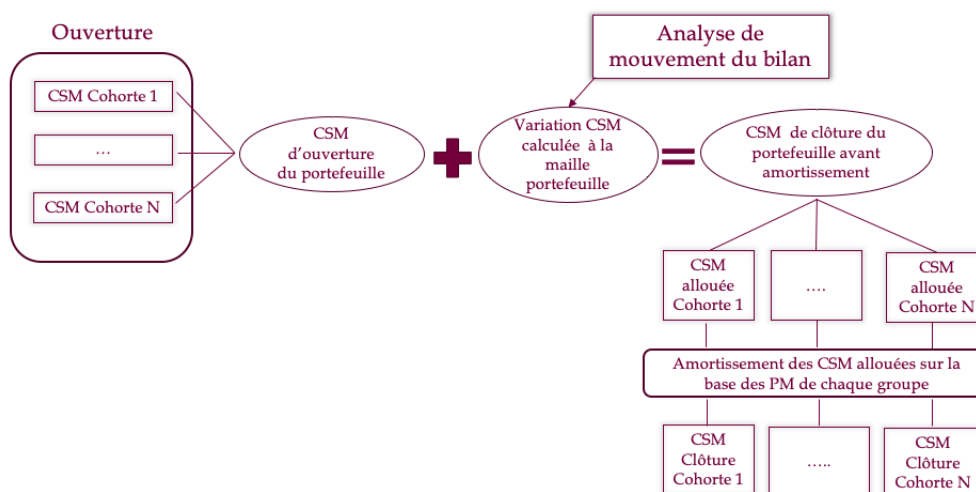 Ouverture
CSM Cohorte 1
...
CSM Cohorte N
CSM
d'ouverture
du portefeuille
Analyse de
mouvement du bilan
Variation CSM
calculée à la
maille
portefeuille
CSM de clôture du
portefeuille avant
amortissement
CSM
allouée
Cohorte 1
....
CSM
allouée
Cohorte N
Amortissement des CSM allouées sur la
base des PM de chaque groupe
CSM
Clôture
Cohorte 1
.....
CSM
Clôture
Cohorte N